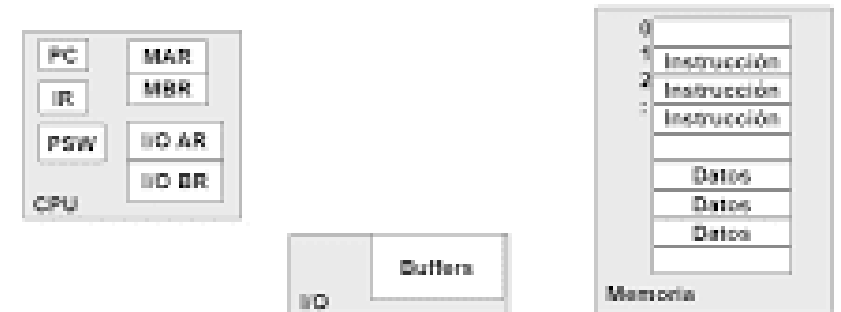 PC
MAR
MBR
IR
PSW
I/O AR
I/O BR
CPU
Buffers
I/O
0
1
2
:
Instrucción
Instrucción
Instrucción
Datos
Datos
Datos
Memoria